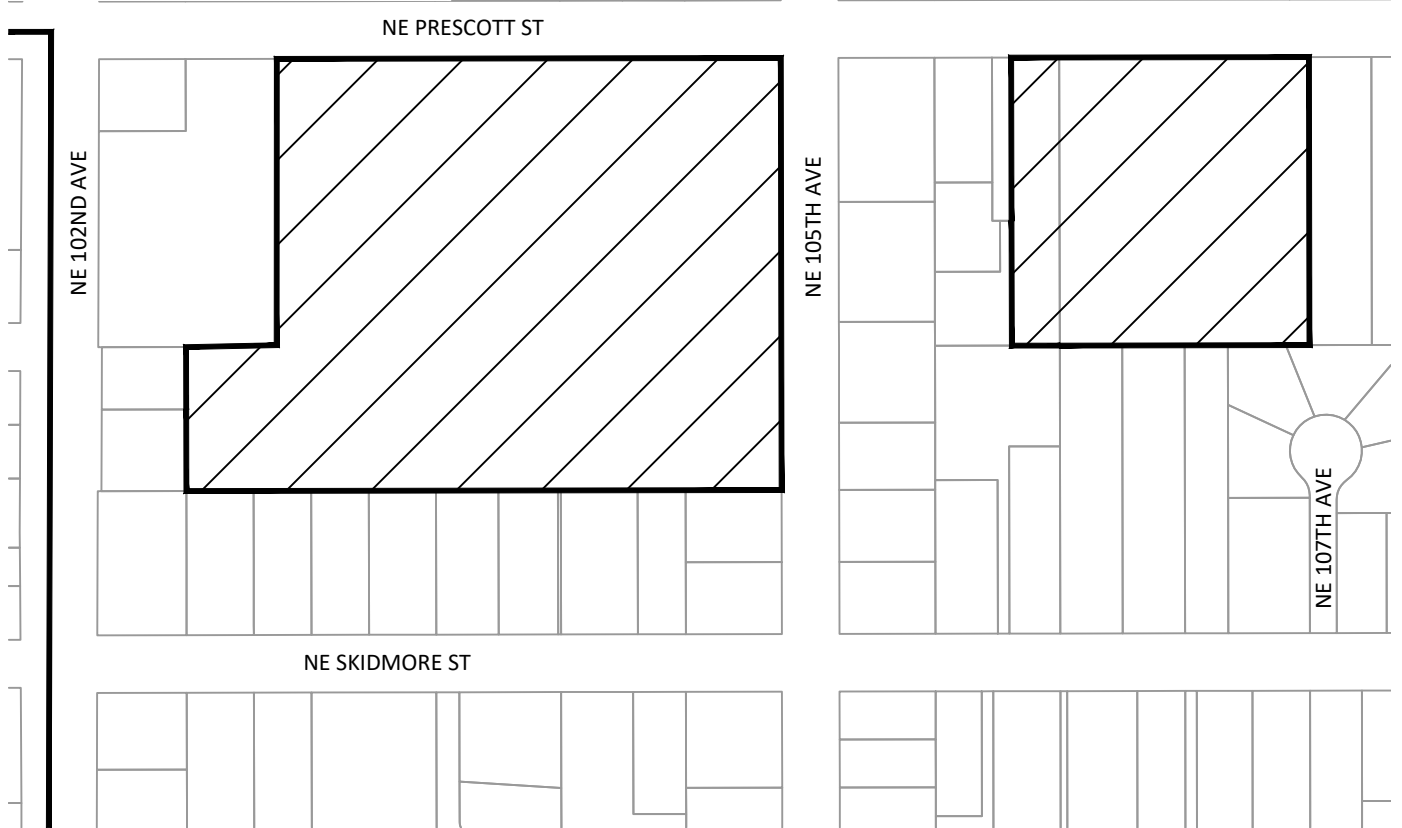 NE PRESCOTT ST
NE 102ND AVE
NE 105TH AVE
NE 107TH AVE
NE SKIDMORE ST